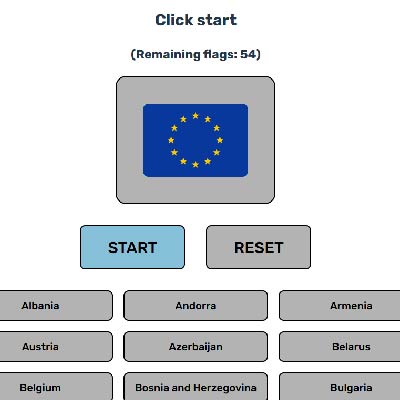 Click start
(Remaining flags: 54)
START RESET
Albania Andorra Armenia
Austria Azerbaijan Belarus
Belgium Bosnia and Herzegovina Bulgaria